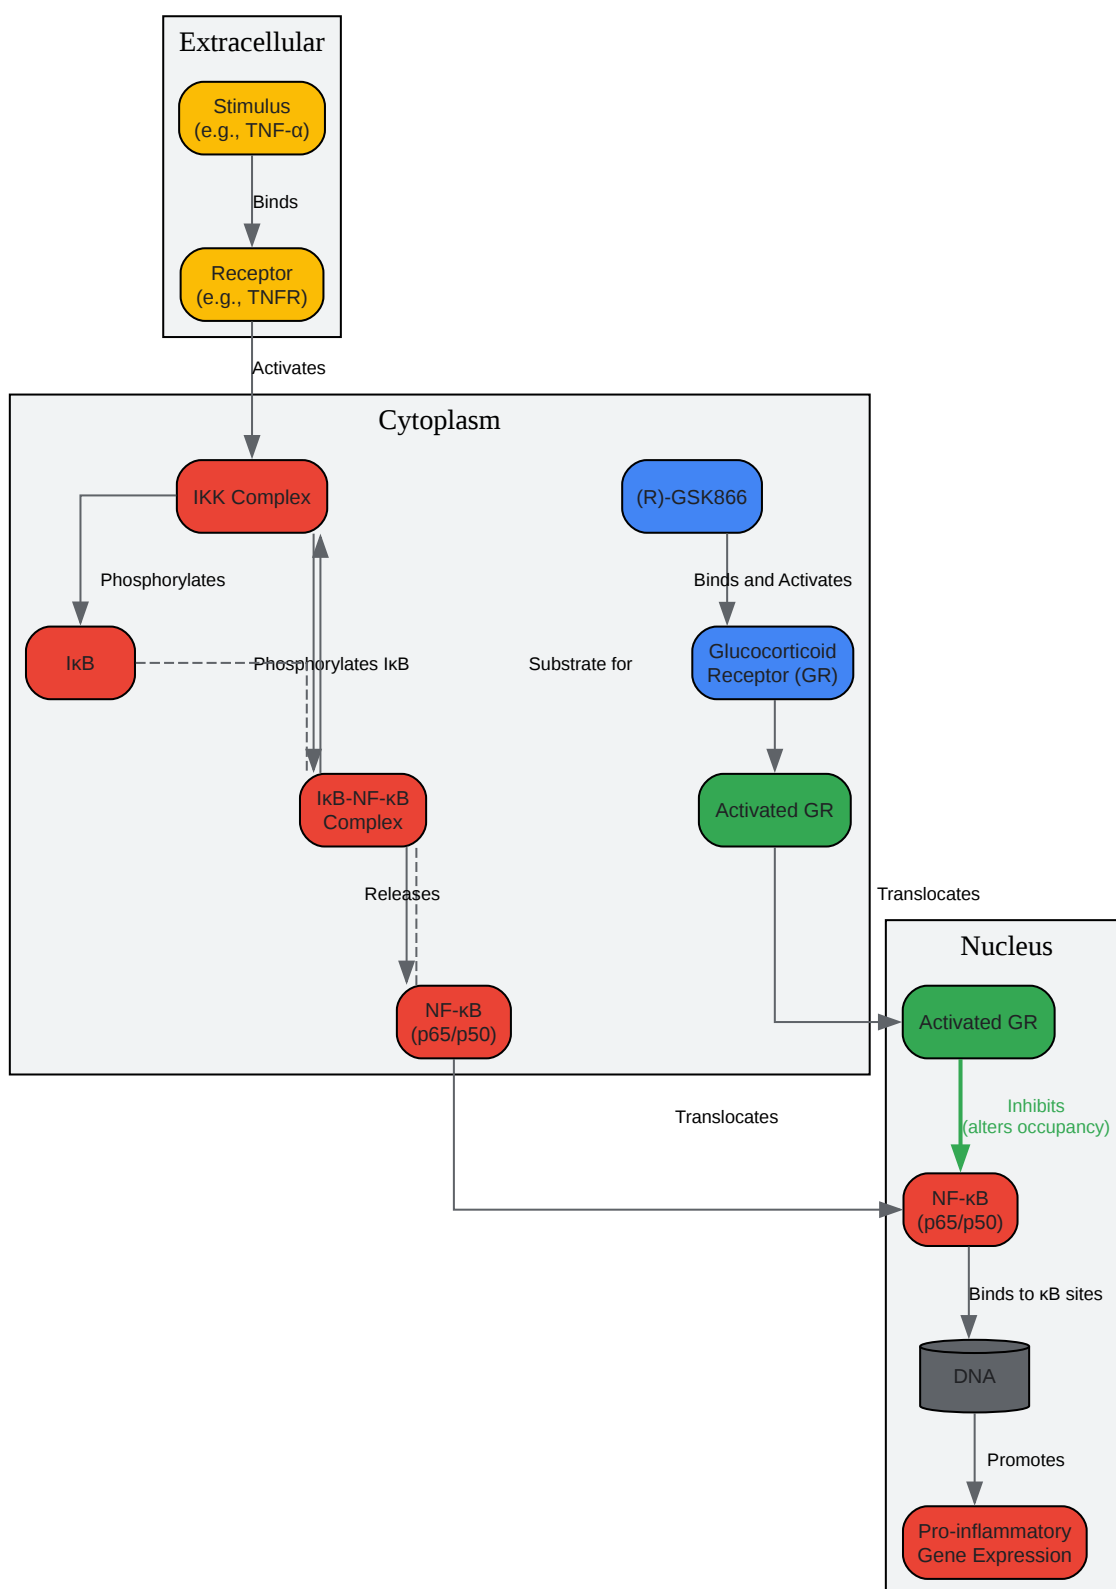 Extracellular
Stimulus
(e.g., TNF-α)
Binds
Receptor
(e.g., TNFR)
Activates
Cytoplasm
IKK Complex
(R)-GSK866
Phosphorylates
Binds and Activates
IκB
Phosphorylates IκB
Substrate for
Glucocorticoid
Receptor (GR)
IκB-NF-κB
Complex
Activated GR
Releases
Translocates
Nucleus
NF-κB
(p65/p50)
Activated GR
Translocates
Inhibits
(alters occupancy)
NF-κB
(p65/p50)
Binds to κB sites
DNA
Promotes
Pro-inflammatory
Gene Expression